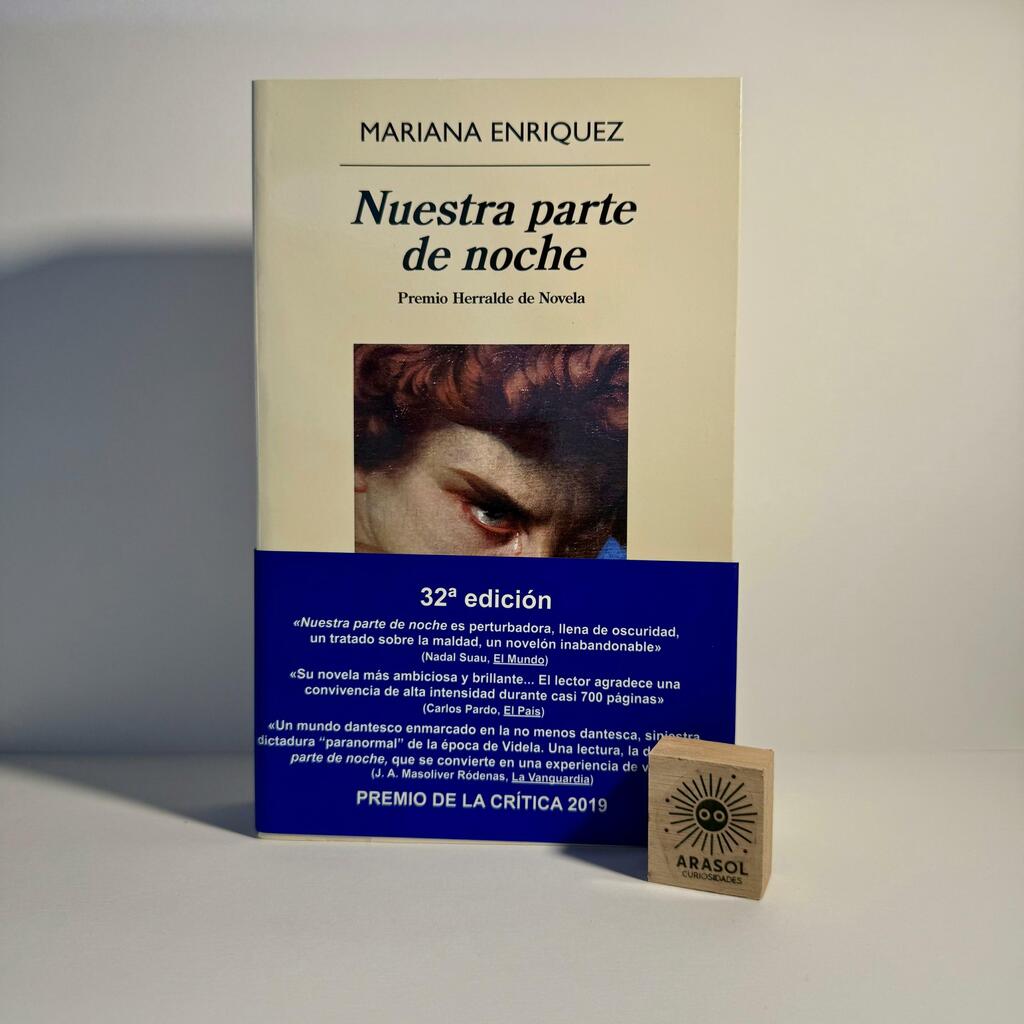 MARIANA ENRIQUEZ
Nuestra parte
de noche
Premio Herralde de Novela
32ª edición
«Nuestra parte de noche es perturbadora, llena de oscuridad,
un tratado sobre la maldad, un novelón inabandonable»
(Nadal Suau, El Mundo)
«Su novela más ambiciosa y brillante... El lector agradece una
convivencia de alta intensidad durante casi 700 páginas»
(Carlos Pardo, El País)
«Un mundo dantesco enmarcado en la no menos dantesca, siniestra
dictadura “paranormal” de la época de Videla. Una lectura, la
parte de noche, que se convierte en una experiencia de
(J. A. Masoliver Ródenas, La Vanguardia)
PREMIO DE LA CRÍTICA 2019
ARASOL
CURIOSIDADES